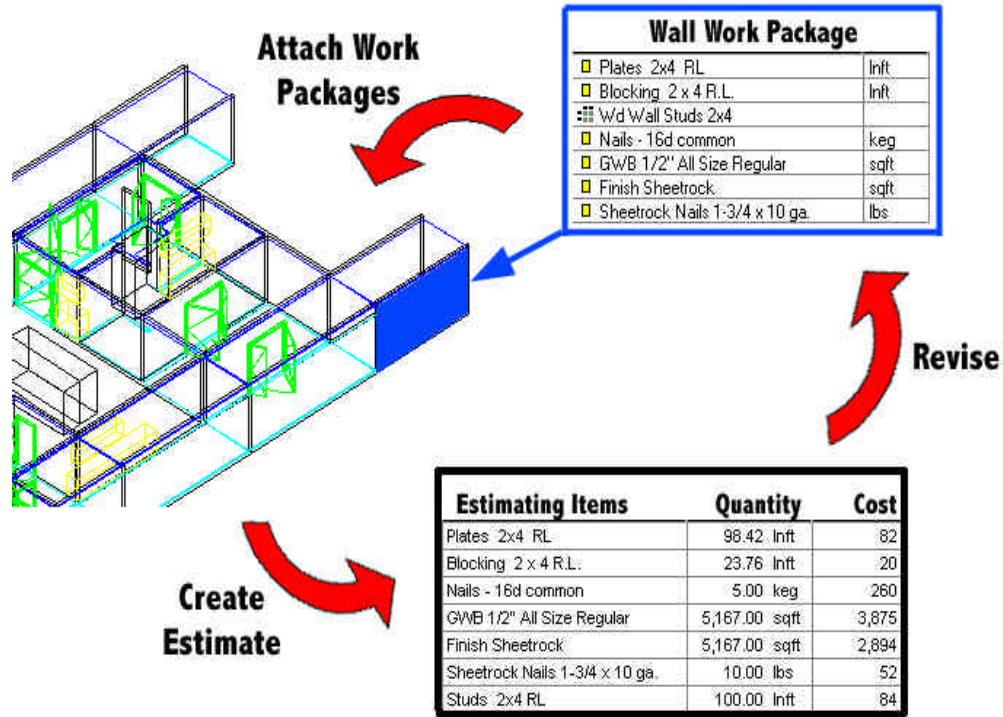 Attach Work
Packages
Wall Work Package
Plates 2x4 RL lnft
Blocking 2 x 4 R.L. lnft
Wd Wall Studs 2x4
Nails - 16d common keg
GWB 1/2" All Size Regular sqft
Finish Sheetrock sqft
Sheetrock Nails 1-3/4 x 10 ga. lbs
Revise
Create
Estimate
Estimating Items Quantity Cost
Plates 2x4 RL 98.42 lnft 82
Blocking 2 x 4 R.L. 23.76 lnft 20
Nails - 16d common 5.00 keg 260
GWB 1/2" All Size Regular 5,167.00 sqft 3,875
Finish Sheetrock 5,167.00 sqft 2,894
Sheetrock Nails 1-3/4 x 10 ga. 10.00 lbs 52
Studs 2x4 RL 100.00 lnft 84